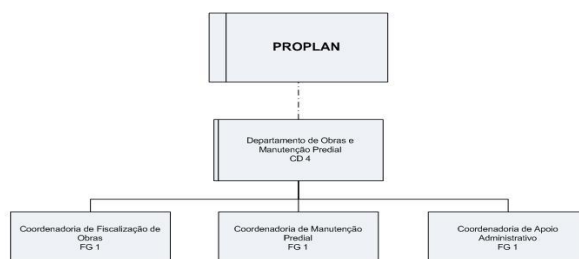 PROPLAN
Departamento de Obras e
Manutenção Predial
CD 4
Coordenadoria de Fiscalização de
Obras
FG 1
Coordenadoria de Manutenção
Predial
FG 1
Coordenadoria de Apoio
Administrativo
FG 1